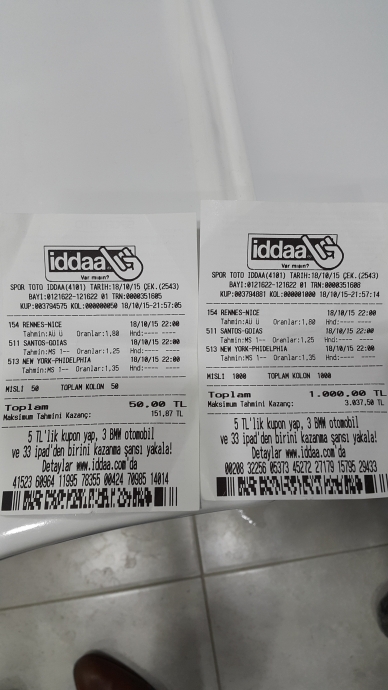 iddaa
Var mısın?
SPOR TOTO IDDAA(4101) TARİH:18/10/15 ÇEK.(2543)
BAYI:0121622-121622 01 TRN:0000351605
KUP:003794575 KOL:000000050 18/10/15-21:57:05
154 RENNES-NICE 18/10/15 22:00
Tahmin:AU Ü Oranlar:1,80 Hnd:---- ----
511 SANTOS-GOIAS 18/10/15 22:00
Tahmin:MS 1-- Oranlar:1,25 Hnd:---- ----
513 NEW YORK-PHIDELPHIA 18/10/15 22:00
Tahmin:MS 1-- Oranlar:1,35 Hnd:---- ----
MISLI 50 TOPLAM KOLON 50
Toplam 50,00 TL
Maksimum Tahmini Kazanç: 151,87 TL
5 TL'lik kupon yap, 3 BMW otomobil
ve 33 ipad'den birini kazanma şansı yakala!
Detaylar www.iddaa.com'da
41523 60964 11995 78355 00424 70985 14014
iddaa
Var mısın?
SPOR TOTO IDDAA(4101) TARİH:18/10/15 ÇEK.(2543)
BAYI:0121622-121622 01 TRN:0000351608
KUP:003794881 KOL:000001000 18/10/15-21:57:14
154 RENNES-NICE 18/10/15 22:00
Tahmin:AU Ü Oranlar:1,80 Hnd:---- ----
511 SANTOS-GOIAS 18/10/15 22:00
Tahmin:MS 1-- Oranlar:1,25 Hnd:---- ----
513 NEW YORK-PHIDELPHIA 18/10/15 22:00
Tahmin:MS 1-- Oranlar:1,35 Hnd:---- ----
MISLI 1000 TOPLAM KOLON 1000
Toplam 1.000,00 TL
Maksimum Tahmini Kazanç: 3.037,50 TL
5 TL'lik kupon yap, 3 BMW otomobil
ve 33 ipad'den birini kazanma şansı yakala!
Detaylar www.iddaa.com'da
00208 32256 05373 45272 27179 15795 29433